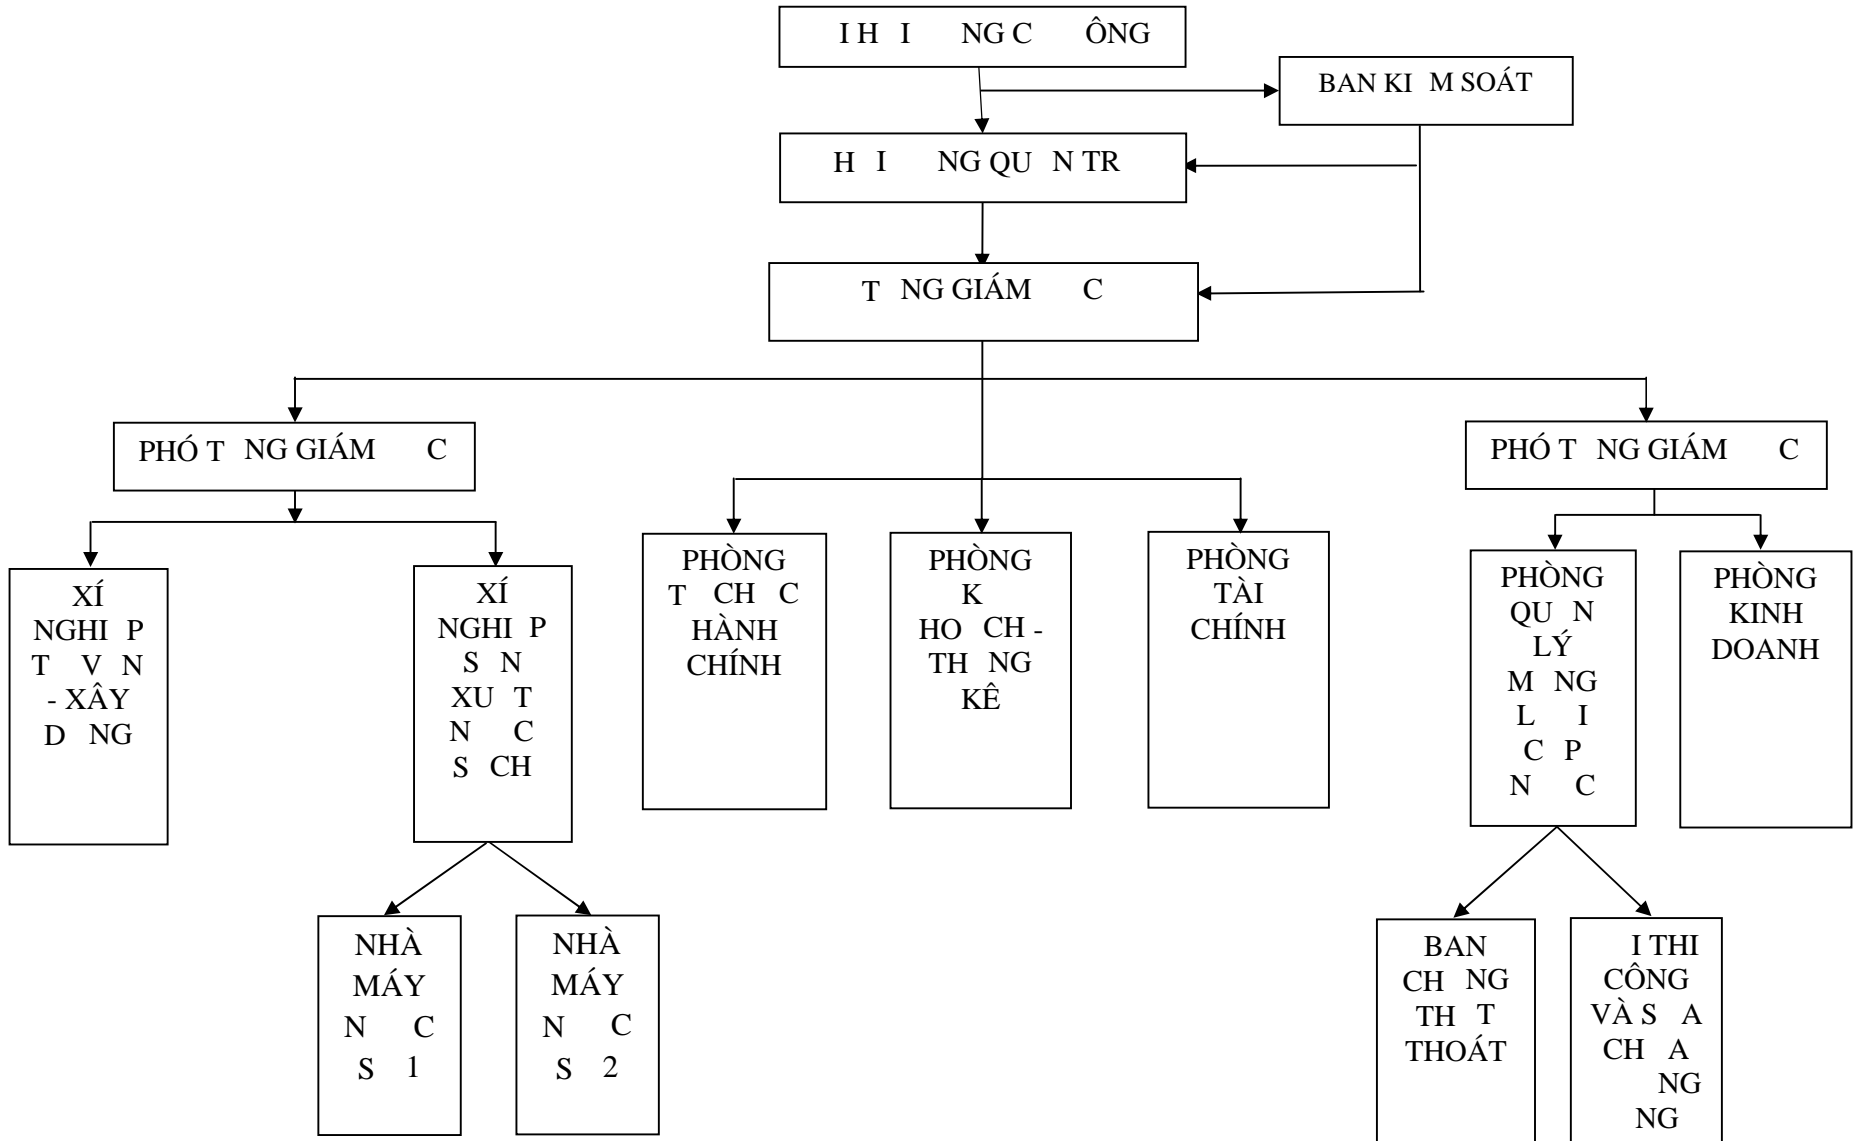 I H I NG C ÔNG
BAN KI M SOÁT
H I NG QU N TR
T NG GIÁM C
PHÓ T NG GIÁM C
PHÓ T NG GIÁM C
XÍ
NGHI P
T V N
- XÂY
D NG
XÍ
NGHI P
S N
XU T
N C
S CH
PHÒNG
T CH C
HÀNH
CHÍNH
PHÒNG
K
HO CH -
TH NG
KÊ
PHÒNG
TÀI
CHÍNH
PHÒNG
QU N
LÝ
M NG
L I
C P
N C
PHÒNG
KINH
DOANH
NHÀ
MÁY
N C
S 1
NHÀ
MÁY
N C
S 2
BAN
CH NG
TH T
THOÁT
I THI
CÔNG
VÀ S A
CH A
NG
NG